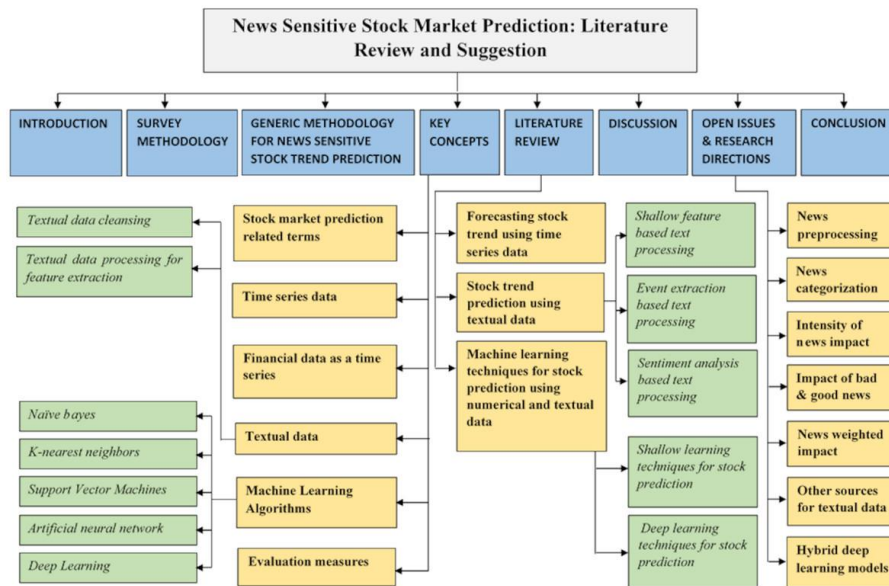 News Sensitive Stock Market Prediction: Literature
Review and Suggestion
INTRODUCTION
SURVEY
METHODOLOGY
GENERIC METHODOLOGY
FOR NEWS SENSITIVE
STOCK TREND PREDICTION
KEY
CONCEPTS
LITERATURE
REVIEW
DISCUSSION
OPEN ISSUES
& RESEARCH
DIRECTIONS
CONCLUSION
Textual data cleansing
Textual data processing for
feature extraction
Naïve bayes
K-nearest neighbors
Support Vector Machines
Artificial neural network
Deep Learning
Stock market prediction
related terms
Time series data
Financial data as a time
series
Textual data
Machine Learning
Algorithms
Evaluation measures
Forecasting stock
trend using time
series data
Stock trend
prediction using
textual data
Machine learning
techniques for stock
prediction using
numerical and textual
data
Shallow feature
based text
processing
Event extraction
based text
processing
Sentiment analysis
based text
processing
Shallow learning
techniques for stock
prediction
Deep learning
techniques for stock
prediction
News
preprocessing
News
categorization
Intensity of
news impact
Impact of bad
& good news
News weighted
impact
Other sources
for textual data
Hybrid deep
learning models